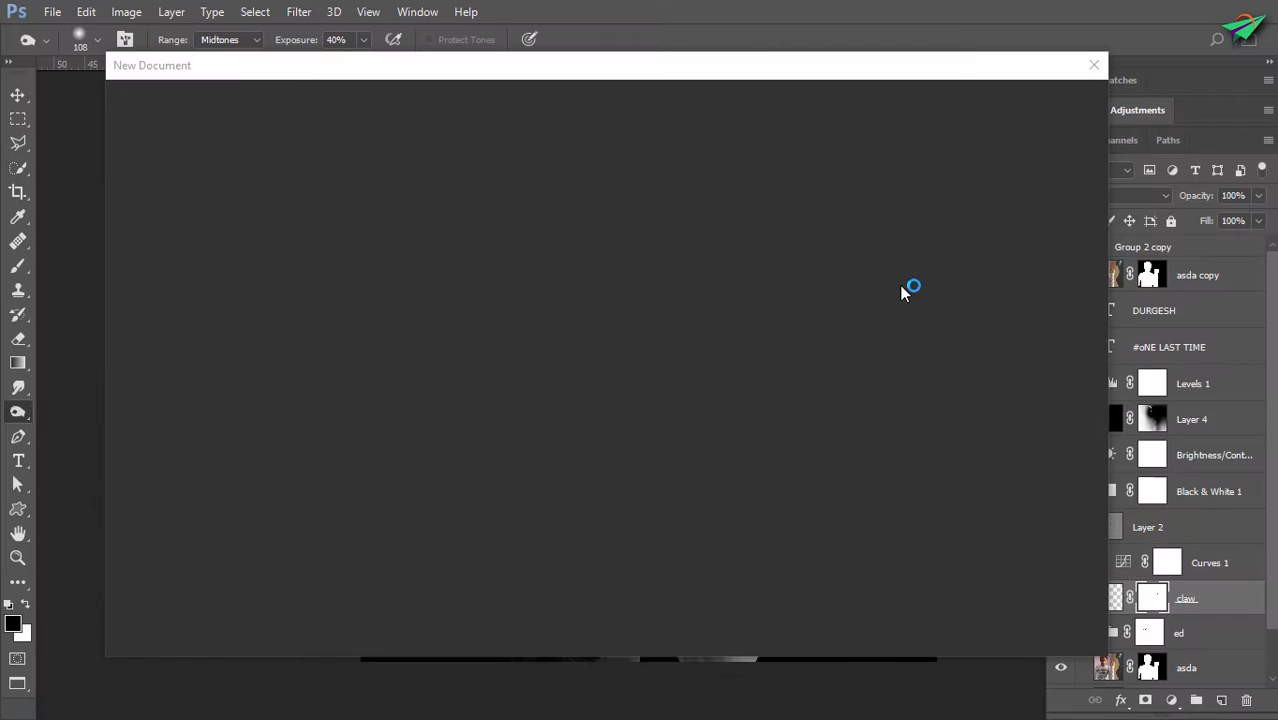 Ps File Edit Image Layer Type Select Filter 3D View Window Help
108 Range: Midtones Exposure: 40% Protect Tones
50 45
New Document
atches
Adjustments
annels Paths
Opacity: 100%
Fill: 100%
Group 2 copy
asda copy
DURGESH
#oNE LAST TIME
Levels 1
Layer 4
Brightness/Cont...
Black & White 1
Layer 2
Curves 1
claw
ed
asda
fx